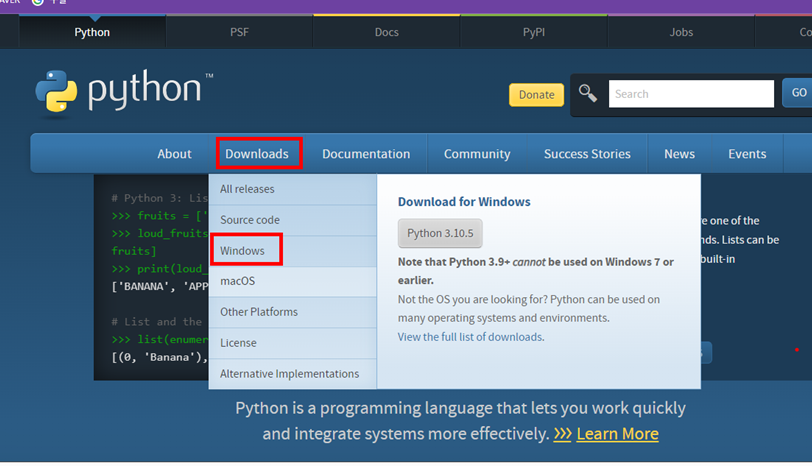 Python PSF Docs PyPI Jobs
python™
Donate Search GO
About Downloads Documentation Community Success Stories News Events
All releases
Source code
Windows
macOS
Other Platforms
License
Alternative Implementations
Download for Windows
Python 3.10.5
Note that Python 3.9+ cannot be used on Windows 7 or
earlier.
Not the OS you are looking for? Python can be used on
many operating systems and environments.
View the full list of downloads.
# Python 3: Lis
>>> fruits = ['
>>> loud_fruits
fruits]
>>> print(loud_
['BANANA', 'APP
# List and the
>>> list(enumer
[(0, 'Banana'),
re one of the
nds. Lists can be
built-in
Python is a programming language that lets you work quickly
and integrate systems more effectively. >>> Learn More